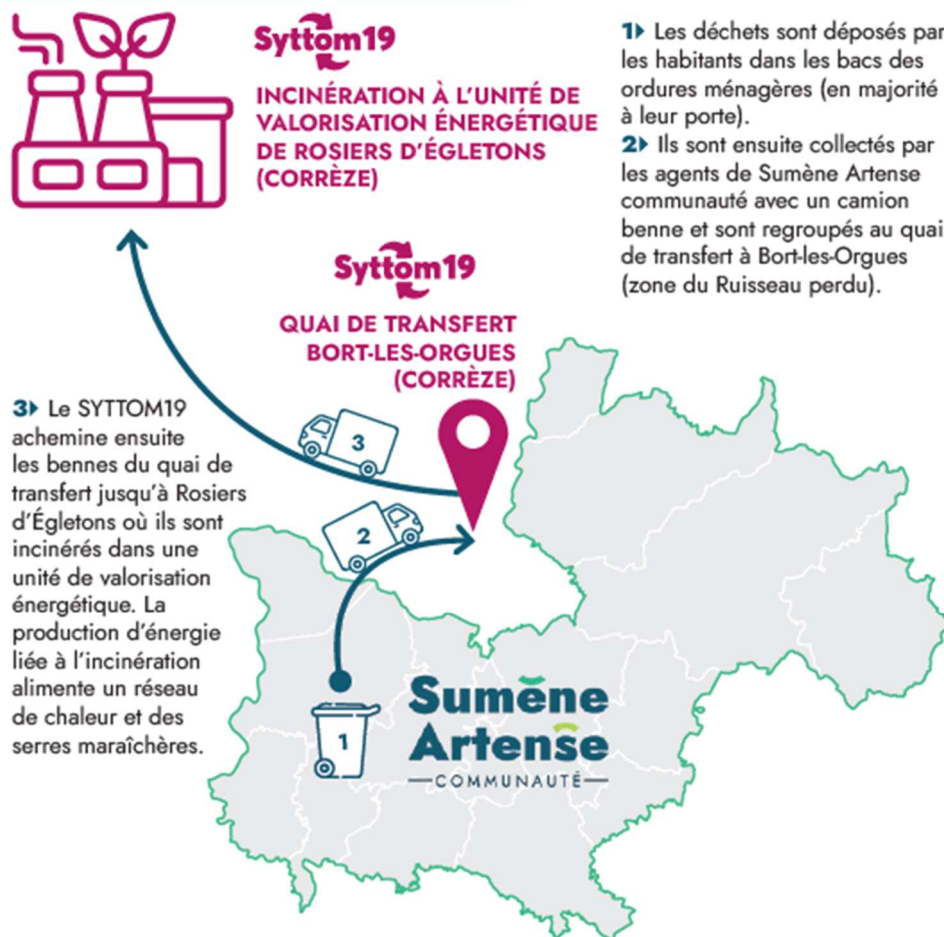 Syttom19
INCINÉRATION À L'UNITÉ DE
VALORISATION ÉNERGÉTIQUE
DE ROSIERS D'ÉGLETONS
(CORRÈZE)
1 Les déchets sont déposés par
les habitants dans les bacs des
ordures ménagères (en majorité
à leur porte).
2 Ils sont ensuite collectés par
les agents de Sumène Artense
communauté avec un camion
benne et sont regroupés au quai
de transfert à Bort-les-Orgues
(zone du Ruisseau perdu).
Syttom19
QUAI DE TRANSFERT
BORT-LES-ORGUES
(CORRÈZE)
3 Le SYTTOM19
achemine ensuite
les bennes du quai de
transfert jusqu'à Rosiers
d'Égletons où ils sont
incinérés dans une
unité de valorisation
énergétique. La
production d'énergie
liée à l'incinération
alimente un réseau
de chaleur et des
serres maraîchères.
3
2
1
Sumène
Artense
COMMUNAUTÉ